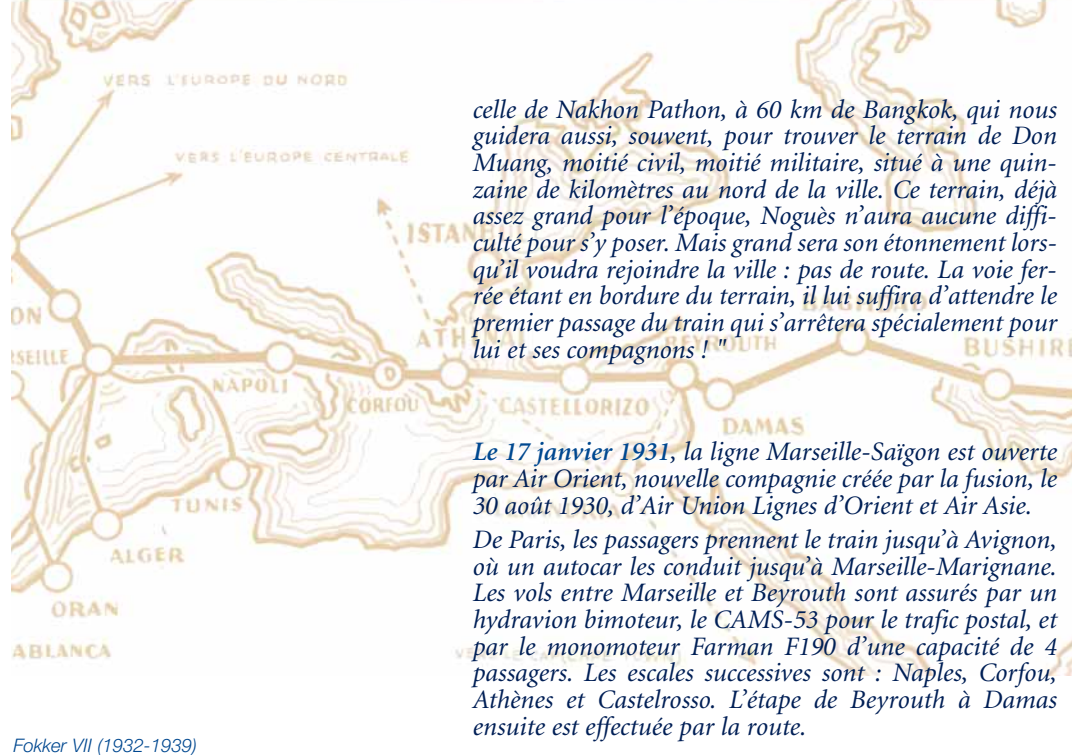 VERS L'EUROPE DU NORD
VERS L'EUROPE CENTRALE
celle de Nakhon Pathon, à 60 km de Bangkok, qui nous
guidera aussi, souvent, pour trouver le terrain de Don
Muang, moitié civil, moitié militaire, situé à une quin-
zaine de kilomètres au nord de la ville. Ce terrain, déjà
assez grand pour l'époque, Noguès n'aura aucune diffi-
culté pour s'y poser. Mais grand sera son étonnement lors-
qu'il voudra rejoindre la ville : pas de route. La voie fer-
rée étant en bordure du terrain, il lui suffira d'attendre le
premier passage du train qui s'arrêtera spécialement pour
lui et ses compagnons ! "
ISTAN
BAGHDAD
ON
ATHÈNAI
BEYROUTH
BUSHIRE
RSEILLE
NAPOLI
CORFOU
CASTELLORIZO
DAMAS
Le 17 janvier 1931, la ligne Marseille-Saïgon est ouverte
par Air Orient, nouvelle compagnie créée par la fusion, le
30 août 1930, d'Air Union Lignes d'Orient et Air Asie.
De Paris, les passagers prennent le train jusqu'à Avignon,
où un autocar les conduit jusqu'à Marseille-Marignane.
Les vols entre Marseille et Beyrouth sont assurés par un
hydravion bimoteur, le CAMS-53 pour le trafic postal, et
par le monomoteur Farman F190 d'une capacité de 4
passagers. Les escales successives sont : Naples, Corfou,
Athènes et Castelrosso. L'étape de Beyrouth à Damas
ensuite est effectuée par la route.
TUNIS
ALGER
ORAN
ABLANCA
Fokker VII (1932-1939)